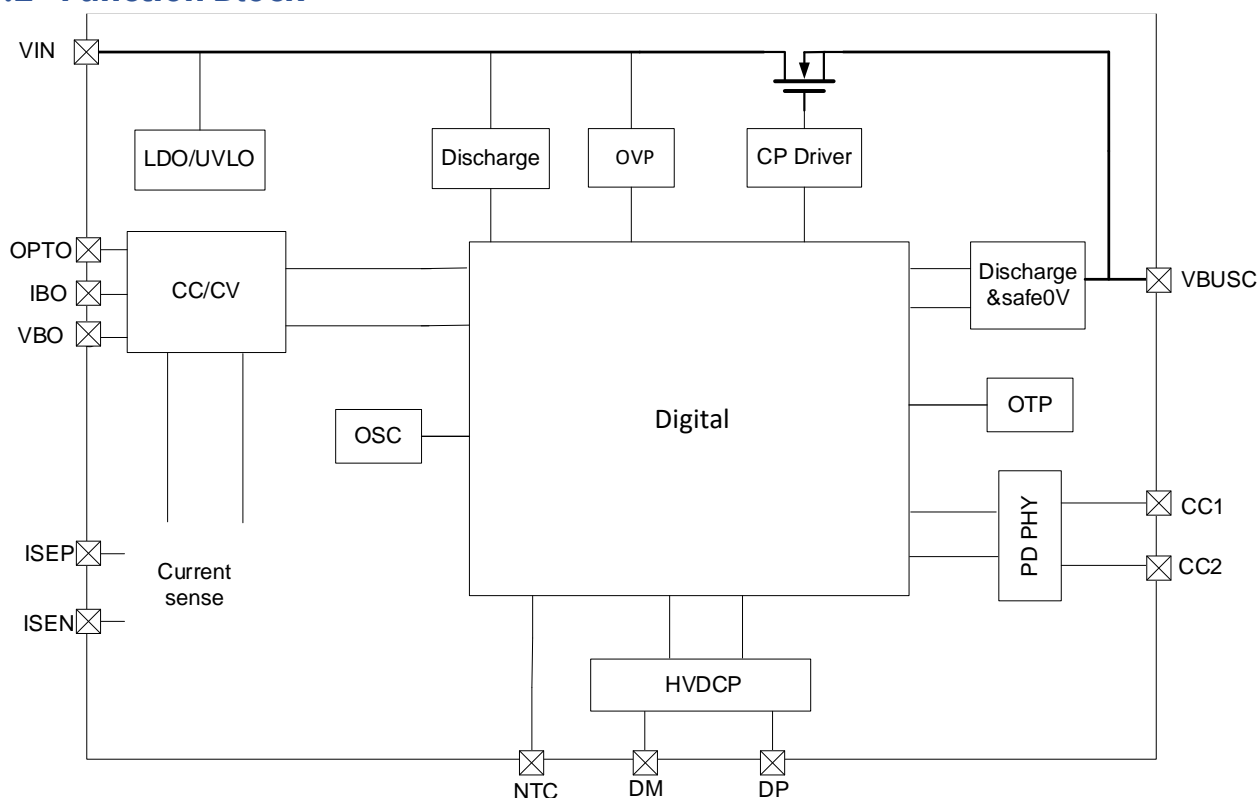 VIN
LDO/UVLO
Discharge
OVP
CP Driver
OPTO
IBO
VBO
CC/CV
Discharge
&safe0V
VBUSC
Digital
OSC
OTP
PD PHY
CC1
CC2
ISEP
ISEN
Current
sense
HVDCP
NTC
DM
DP